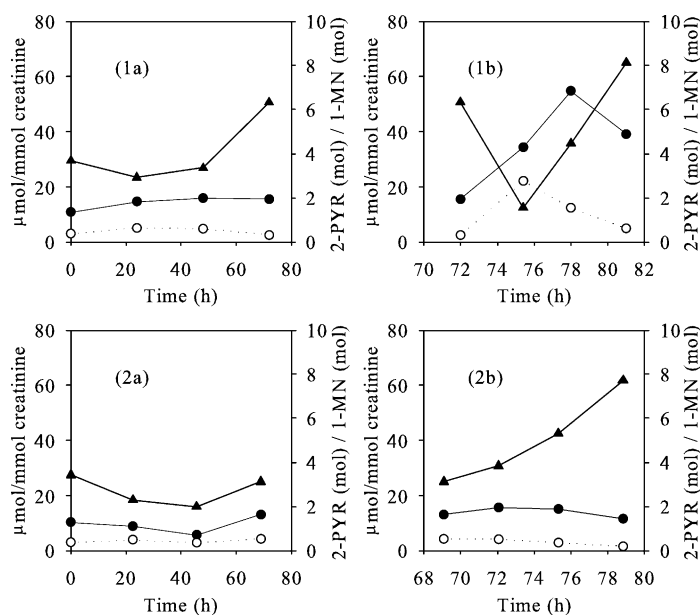 80
60
40
20
0
µmol/mmol creatinine
(1a)
10
8
6
4
2
0
2-PYR (mol) / 1-MN (mol)
0 20 40 60 80
Time (h)
80
60
40
20
0
µmol/mmol creatinine
(1b)
10
8
6
4
2
0
2-PYR (mol) / 1-MN (mol)
70 72 74 76 78 80 82
Time (h)
80
60
40
20
0
µmol/mmol creatinine
(2a)
10
8
6
4
2
0
2-PYR (mol) / 1-MN (mol)
0 20 40 60 80
Time (h)
80
60
40
20
0
µmol/mmol creatinine
(2b)
10
8
6
4
2
0
2-PYR (mol) / 1-MN (mol)
68 70 72 74 76 78 80
Time (h)